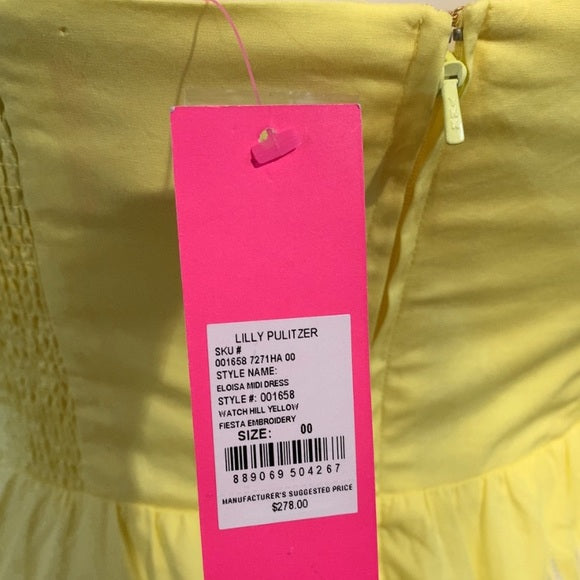 LILLY PULITZER
SKU #
001658 7271HA 00
STYLE NAME:
ELOISA MIDI DRESS
STYLE #: 001658
WATCH HILL YELLOW
FIESTA EMBROIDERY
SIZE: 00
889069 504267
MANUFACTURER'S SUGGESTED PRICE
$278.00